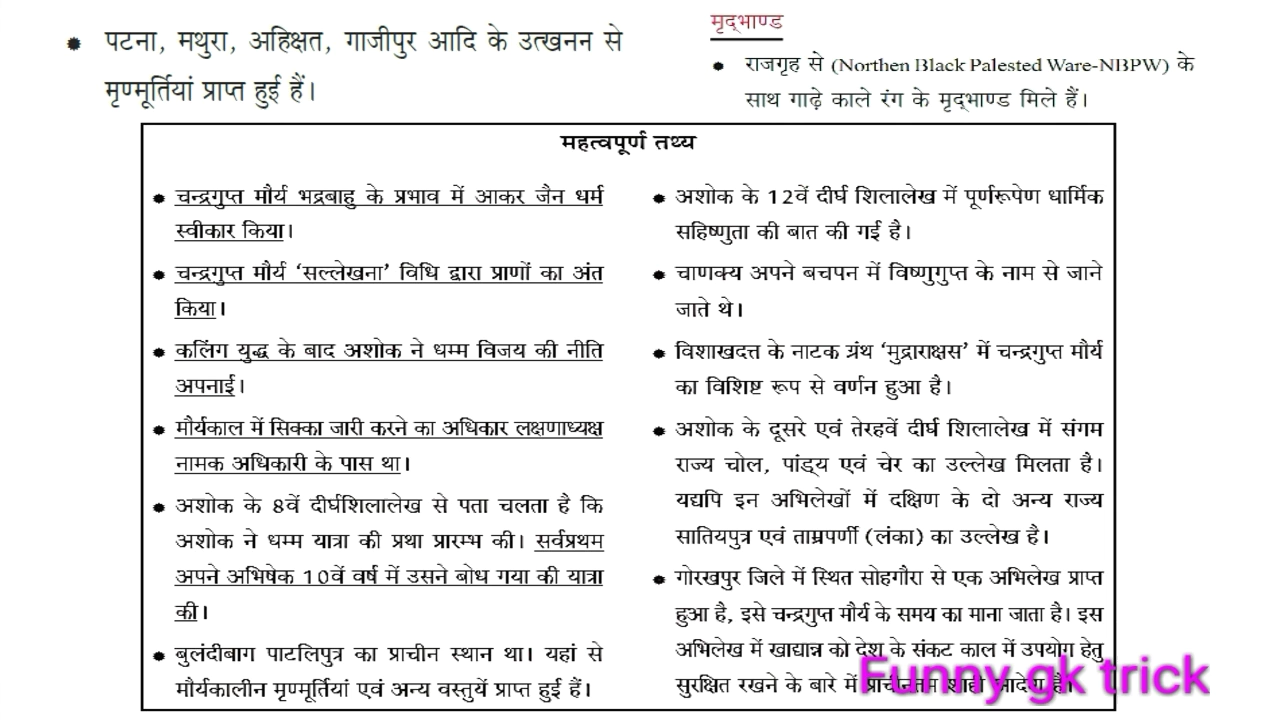 पटना, मथुरा, अहिक्षत, गाजीपुर आदि के उत्खनन से
मृण्मूर्तियां प्राप्त हुई हैं।
मृद्‌भाण्ड
राजगृह से (Northen Black Palested Ware-NBPW) के
साथ गाढ़े काले रंग के मृद्‌भाण्ड मिले हैं।
महत्वपूर्ण तथ्य
चन्द्रगुप्त मौर्य भद्रबाहु के प्रभाव में आकर जैन धर्म
स्वीकार किया।
चन्द्रगुप्त मौर्य ‘सल्लेखना’ विधि द्वारा प्राणों का अंत
किया।
कलिंग युद्ध के बाद अशोक ने धम्म विजय की नीति
अपनाई।
मौर्यकाल में सिक्का जारी करने का अधिकार लक्षणाध्यक्ष
नामक अधिकारी के पास था।
अशोक के 8वें दीर्घशिलालेख से पता चलता है कि
अशोक ने धम्म यात्रा की प्रथा प्रारम्भ की। सर्वप्रथम
अपने अभिषेक 10वें वर्ष में उसने बोध गया की यात्रा
की।
बुलंदीबाग पाटलिपुत्र का प्राचीन स्थान था। यहां से
मौर्यकालीन मृण्मूर्तियां एवं अन्य वस्तुयें प्राप्त हुई हैं।
अशोक के 12वें दीर्घ शिलालेख में पूर्णरूपेण धार्मिक
सहिष्णुता की बात की गई है।
चाणक्य अपने बचपन में विष्णुगुप्त के नाम से जाने
जाते थे।
विशाखदत्त के नाटक ग्रंथ ‘मुद्राराक्षस’ में चन्द्रगुप्त मौर्य
का विशिष्ट रूप से वर्णन हुआ है।
अशोक के दूसरे एवं तेरहवें दीर्घ शिलालेख में संगम
राज्य चोल, पांड्य एवं चेर का उल्लेख मिलता है।
यद्यपि इन अभिलेखों में दक्षिण के दो अन्य राज्य
सातियपुत्र एवं ताम्रपर्णी (लंका) का उल्लेख है।
गोरखपुर जिले में स्थित सोहगौरा से एक अभिलेख प्राप्त
हुआ है, इसे चन्द्रगुप्त मौर्य के समय का माना जाता है। इस
अभिलेख में खाद्यान्न को देश के संकट काल में उपयोग हेतु
सुरक्षित रखने के बारे में प्राचीनतम शाही आदेश है।
Funny gk trick